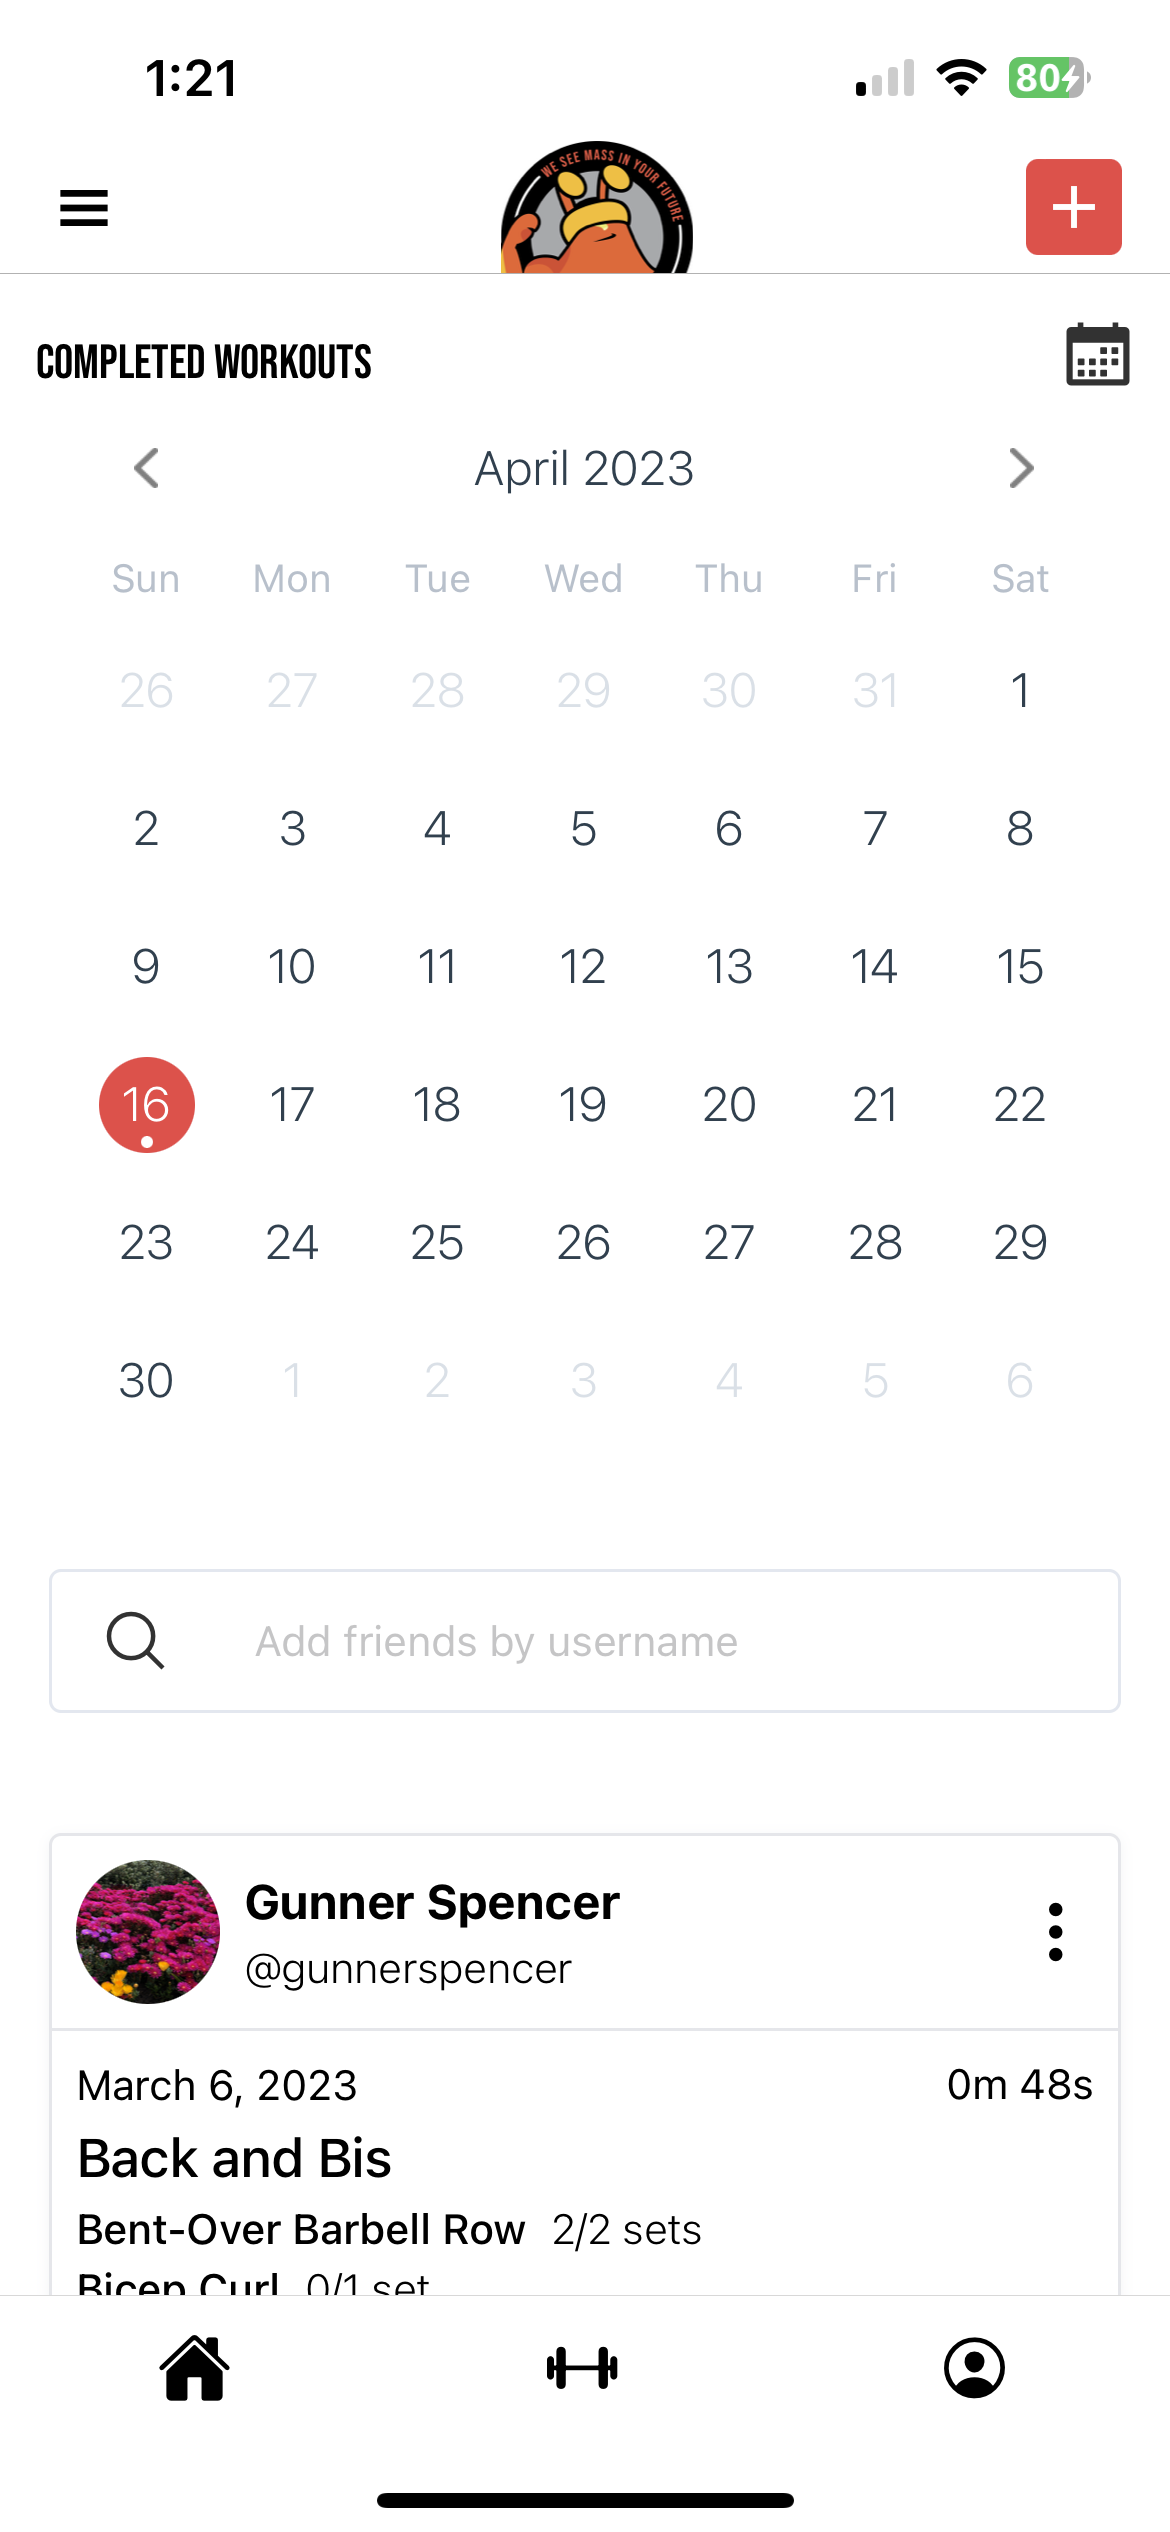 1:21
80
WE SEE MASS IN YOUR FUTURE
COMPLETED WORKOUTS
April 2023
Sun Mon Tue Wed Thu Fri Sat
26 27 28 29 30 31 1
2 3 4 5 6 7 8
9 10 11 12 13 14 15
16 17 18 19 20 21 22
23 24 25 26 27 28 29
30 1 2 3 4 5 6
Add friends by username
Gunner Spencer
@gunnerspencer
March 6, 2023 0m 48s
Back and Bis
Bent-Over Barbell Row 2/2 sets
Bicep Curl 0/1 set